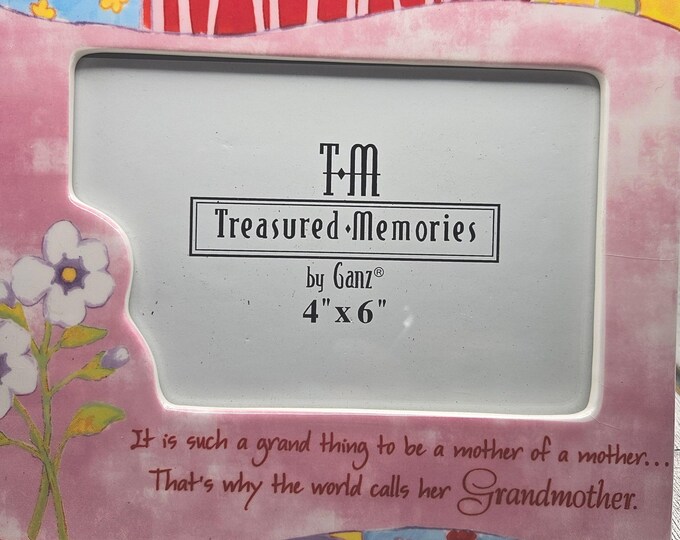 T·M
Treasured·Memories
by Ganz®
4" x 6"
It is such a grand thing to be a mother of a mother...
That's why the world calls her Grandmother.